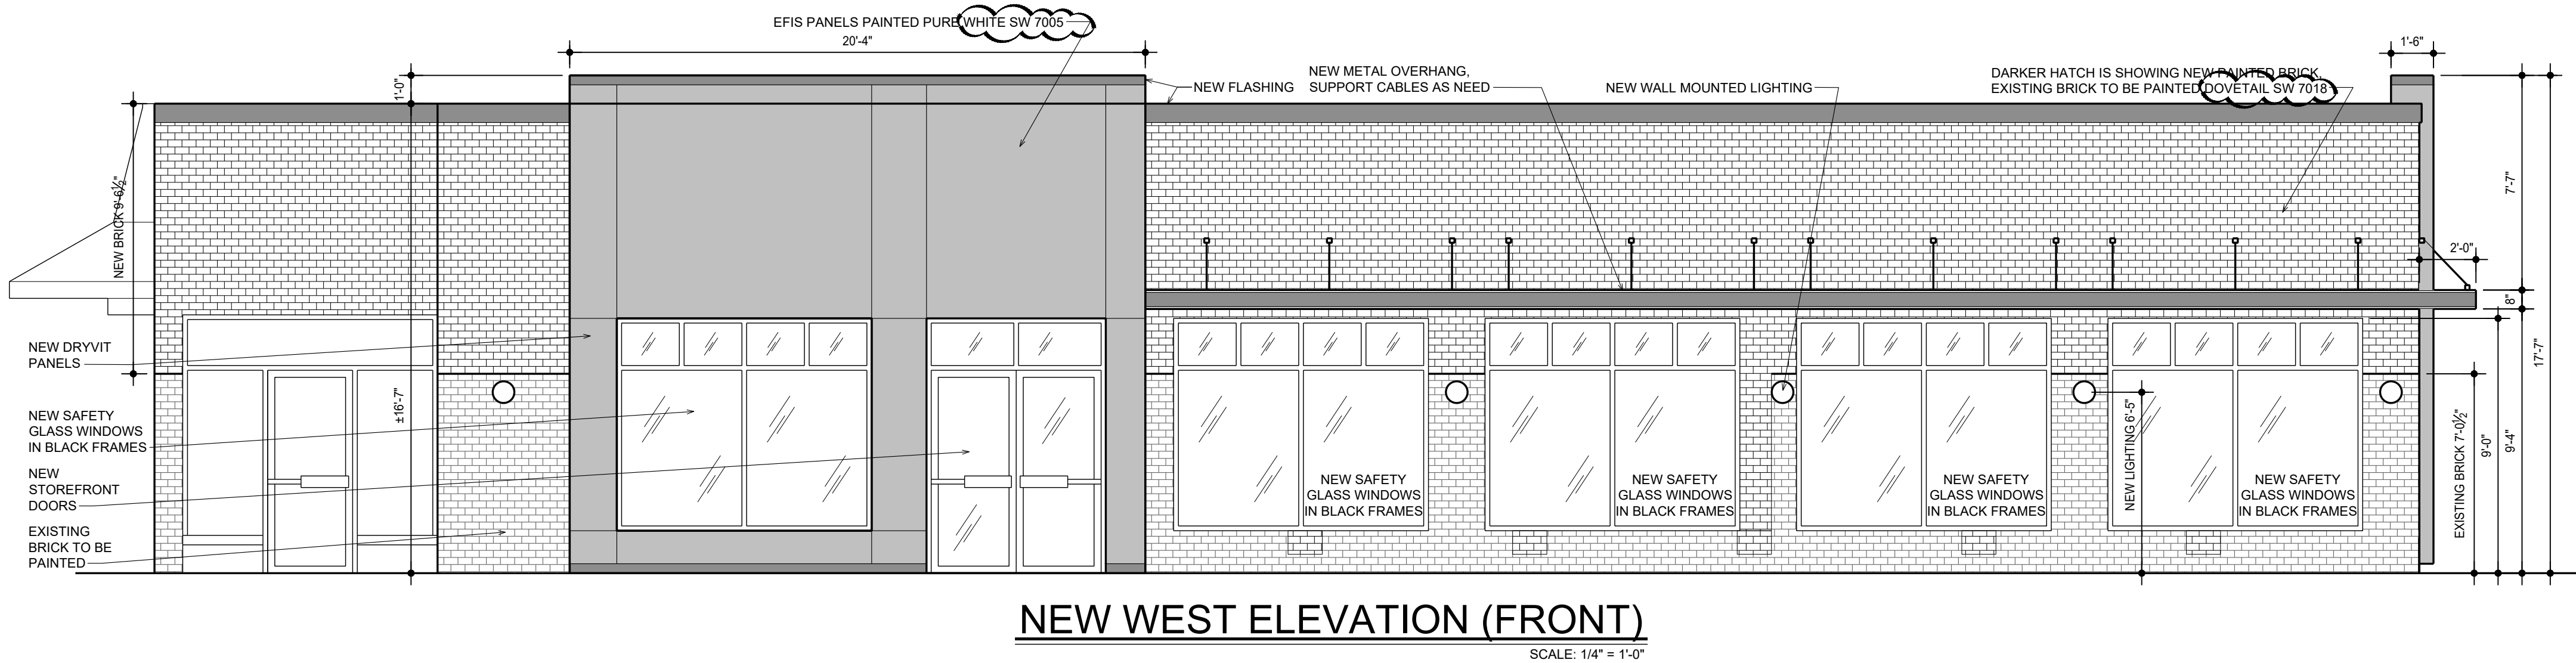 EFIS PANELS PAINTED PURE WHITE SW 7005
20'-4"
1'-6"
1'-0"
NEW FLASHING
NEW METAL OVERHANG,
SUPPORT CABLES AS NEED
NEW WALL MOUNTED LIGHTING
DARKER HATCH IS SHOWING NEW PAINTED BRICK,
EXISTING BRICK TO BE PAINTED DOVETAIL SW 7018
NEW BRICK 9'-6½"
7'-7"
2'-0"
8"
17'-7"
NEW DRYVIT
PANELS
±16'-7"
NEW SAFETY
GLASS WINDOWS
IN BLACK FRAMES
NEW
STOREFRONT
DOORS
EXISTING
BRICK TO BE
PAINTED
NEW SAFETY
GLASS WINDOWS
IN BLACK FRAMES
NEW SAFETY
GLASS WINDOWS
IN BLACK FRAMES
NEW SAFETY
GLASS WINDOWS
IN BLACK FRAMES
NEW SAFETY
GLASS WINDOWS
IN BLACK FRAMES
NEW LIGHTING 6'-5"
EXISTING BRICK 7'-0½"
9'-0"
9'-4"
NEW WEST ELEVATION (FRONT)
SCALE: 1/4" = 1'-0"